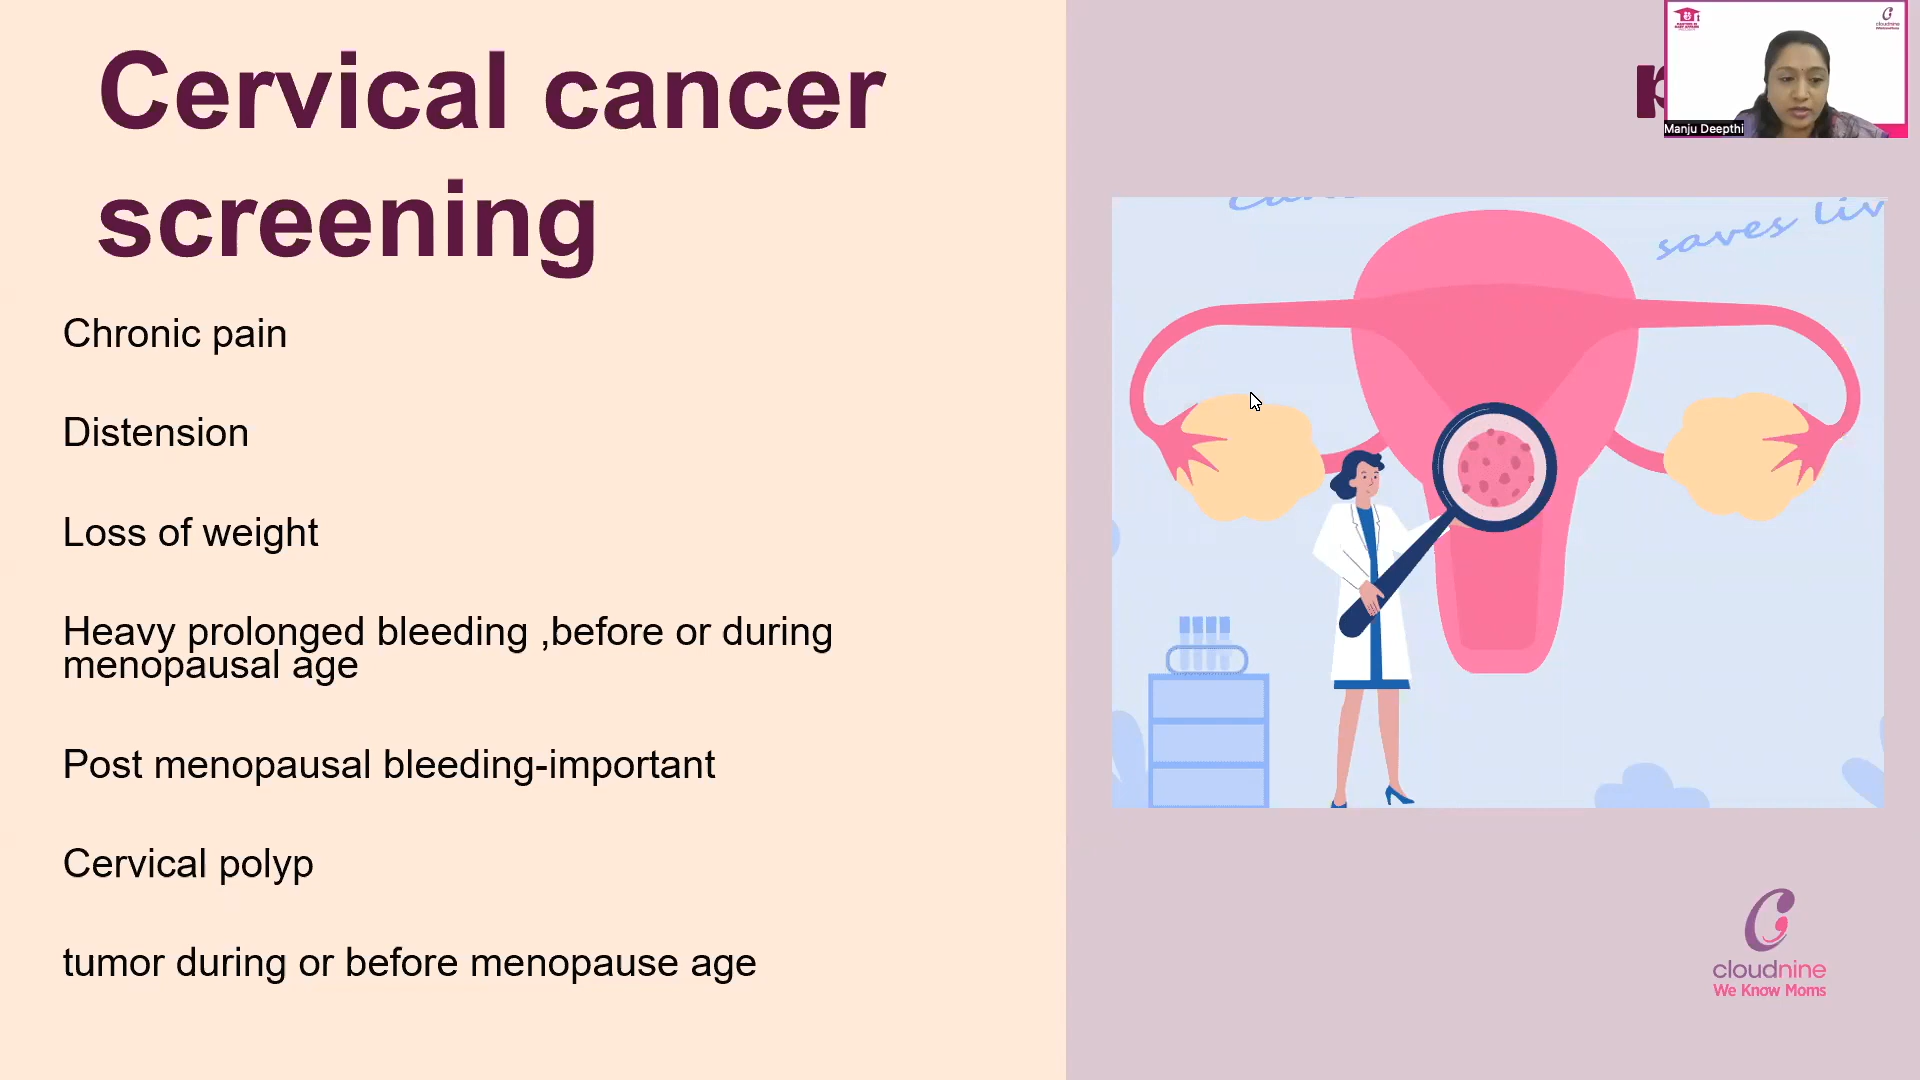 Cervical cancer
screening
Chronic pain
Distension
Loss of weight
Heavy prolonged bleeding ,before or during
menopausal age
Post menopausal bleeding-important
Cervical polyp
tumor during or before menopause age
Manju Deepthi
saves
cloudnine
We Know Moms
cloudnine